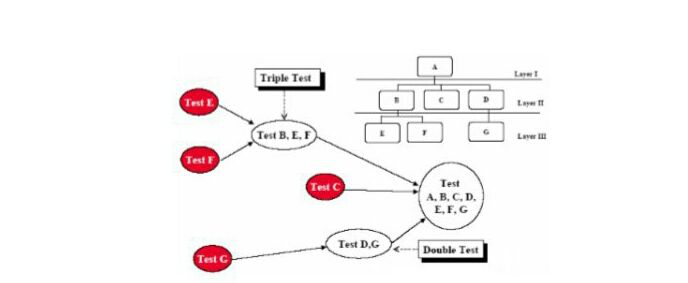 A
Layer I
Triple Test
Test E
B
C
D
Layer II
Test B, E, F
E
F
G
Layer III
Test F
Test C
Test
A, B, C, D,
E, F, G
Test D,G
Double Test
Test G